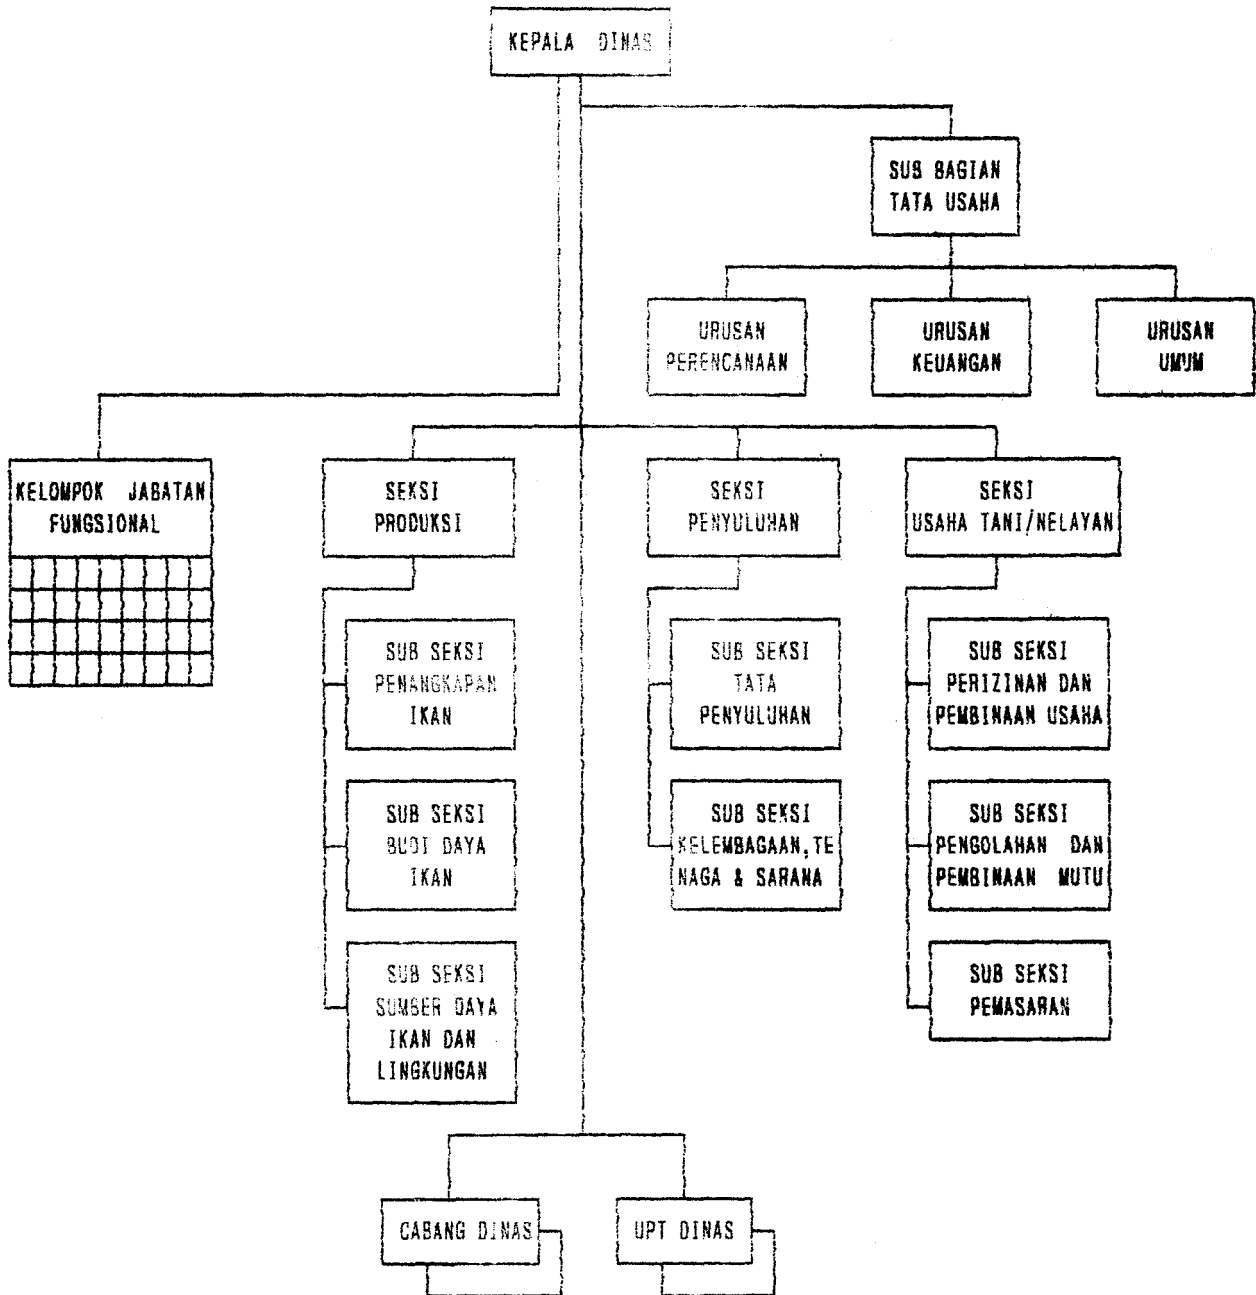 KEPALA DINAS
SUB BAGIAN
TATA USAHA
URUSAN
PERENCANAAN
URUSAN
KEUANGAN
URUSAN
UMUM
KELOMPOK JABATAN
FUNGSIONAL
SEKSI
PRODUKSI
SEKSI
PENYULUHAN
SEKSI
USAHA TANI/NELAYAN
SUB SEKSI
PENANGKAPAN
IKAN
SUB SEKSI
TATA
PENYULUHAN
SUB SEKSI
PERIZINAN DAN
PEMBINAAN USAHA
SUB SEKSI
BUDI DAYA
IKAN
SUB SEKSI
KELEMBAGAAN,TE
NAGA & SARANA
SUB SEKSI
PENGOLAHAN DAN
PEMBINAAN MUTU
SUB SEKSI
SUMBER DAYA
IKAN DAN
LINGKUNGAN
SUB SEKSI
PEMASARAN
CABANG DINAS
UPT DINAS